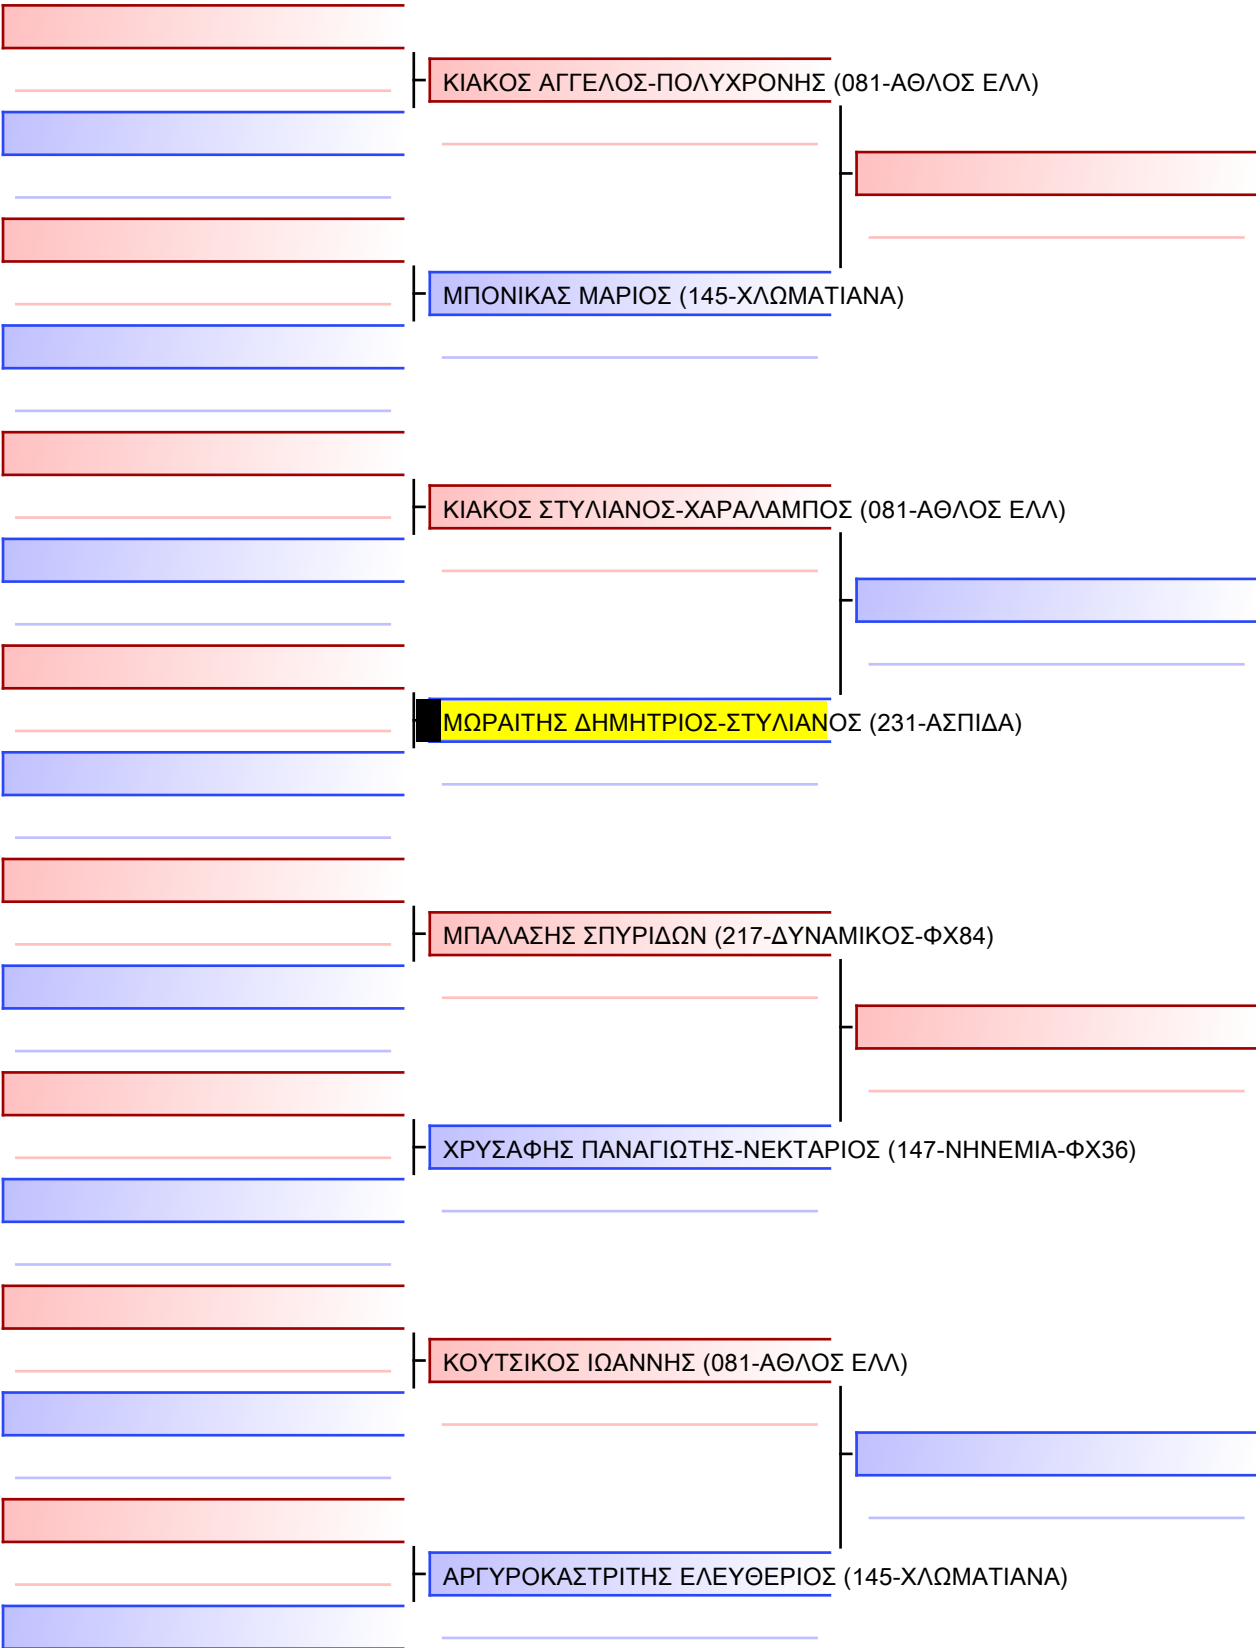 ΚΙΑΚΟΣ ΑΓΓΕΛΟΣ-ΠΟΛΥΧΡΟΝΗΣ (081-ΑΘΛΟΣ ΕΛΛ)
ΜΠΟΝΙΚΑΣ ΜΑΡΙΟΣ (145-ΧΛΩΜΑΤΙΑΝΑ)
ΚΙΑΚΟΣ ΣΤΥΛΙΑΝΟΣ-ΧΑΡΑΛΑΜΠΟΣ (081-ΑΘΛΟΣ ΕΛΛ)
ΜΩΡΑΙΤΗΣ ΔΗΜΗΤΡΙΟΣ-ΣΤΥΛΙΑΝΟΣ (231-ΑΣΠΙΔΑ)
ΜΠΑΛΑΣΗΣ ΣΠΥΡΙΔΩΝ (217-ΔΥΝΑΜΙΚΟΣ-ΦΧ84)
ΧΡΥΣΑΦΗΣ ΠΑΝΑΓΙΩΤΗΣ-ΝΕΚΤΑΡΙΟΣ (147-ΝΗΝΕΜΙΑ-ΦΧ36)
ΚΟΥΤΣΙΚΟΣ ΙΩΑΝΝΗΣ (081-ΑΘΛΟΣ ΕΛΛ)
ΑΡΓΥΡΟΚΑΣΤΡΙΤΗΣ ΕΛΕΥΘΕΡΙΟΣ (145-ΧΛΩΜΑΤΙΑΝΑ)